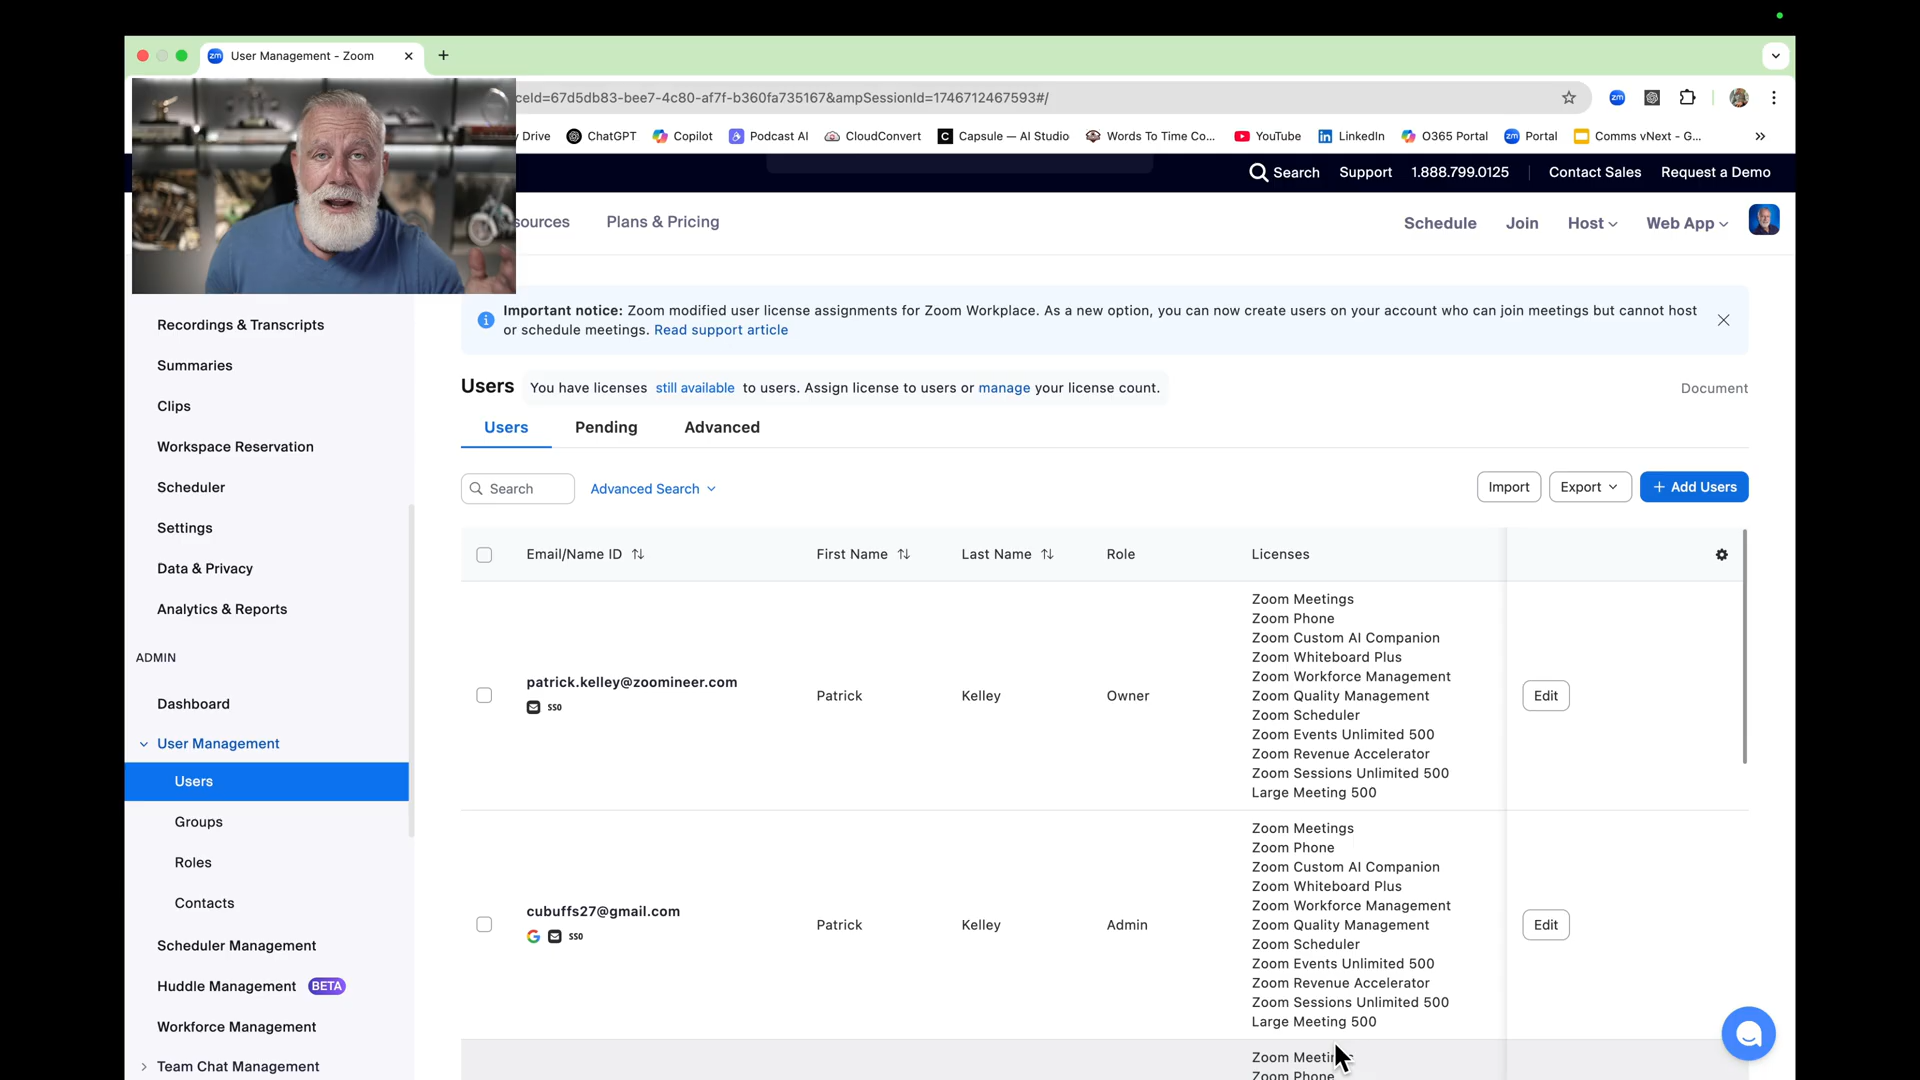 User Management - Zoom
ceId=67d5db83-bee7-4c80-af7f-b360fa735167&ampSessionId=1746712467593#/
Drive
ChatGPT
Copilot
Podcast AI
CloudConvert
Capsule — AI Studio
Words To Time Co...
YouTube
LinkedIn
O365 Portal
Portal
Comms vNext - G...
Search
Support
1.888.799.0125
Contact Sales
Request a Demo
sources
Plans & Pricing
Schedule
Join
Host
Web App
Important notice: Zoom modified user license assignments for Zoom Workplace. As a new option, you can now create users on your account who can join meetings but cannot host
or schedule meetings. Read support article
Recordings & Transcripts
Summaries
Clips
Workspace Reservation
Scheduler
Settings
Data & Privacy
Analytics & Reports
ADMIN
Dashboard
User Management
Users
Groups
Roles
Contacts
Scheduler Management
Huddle Management BETA
Workforce Management
Team Chat Management
Users
You have licenses still available to users. Assign license to users or manage your license count.
Document
Users
Pending
Advanced
Search
Advanced Search
Import
Export
+ Add Users
Email/Name ID
First Name
Last Name
Role
Licenses
patrick.kelley@zoomineer.com
SSO
Patrick
Kelley
Owner
Zoom Meetings
Zoom Phone
Zoom Custom AI Companion
Zoom Whiteboard Plus
Zoom Workforce Management
Zoom Quality Management
Zoom Scheduler
Zoom Events Unlimited 500
Zoom Revenue Accelerator
Zoom Sessions Unlimited 500
Large Meeting 500
Edit
cubuffs27@gmail.com
SSO
Patrick
Kelley
Admin
Zoom Meetings
Zoom Phone
Zoom Custom AI Companion
Zoom Whiteboard Plus
Zoom Workforce Management
Zoom Quality Management
Zoom Scheduler
Zoom Events Unlimited 500
Zoom Revenue Accelerator
Zoom Sessions Unlimited 500
Large Meeting 500
Edit
Zoom Meetings
Zoom Phone